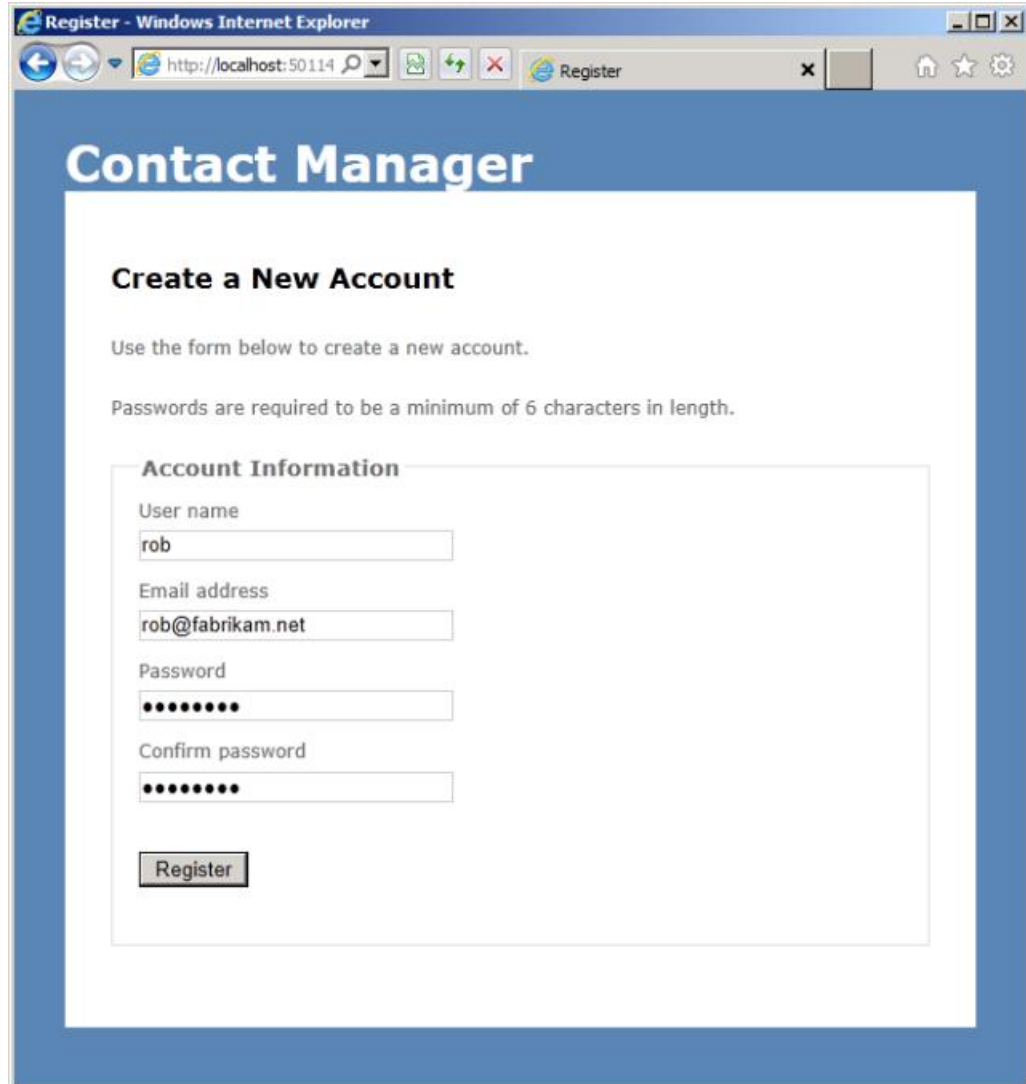 Register - Windows Internet Explorer
http://localhost:50114
Register
Contact Manager
Create a New Account
Use the form below to create a new account.
Passwords are required to be a minimum of 6 characters in length.
Account Information
User name
rob
Email address
rob@fabrikam.net
Password
••••••••
Confirm password
••••••••
Register